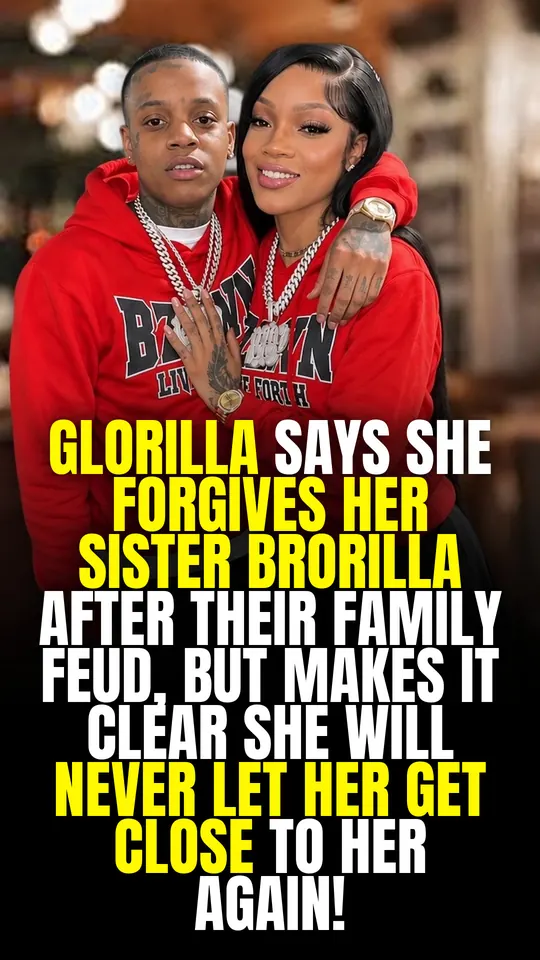 GLORILLA SAYS SHE
FORGIVES HER
SISTER BRORILLA
AFTER THEIR FAMILY
FEUD, BUT MAKES IT
CLEAR SHE WILL
NEVER LET HER GET
CLOSE TO HER
AGAIN!